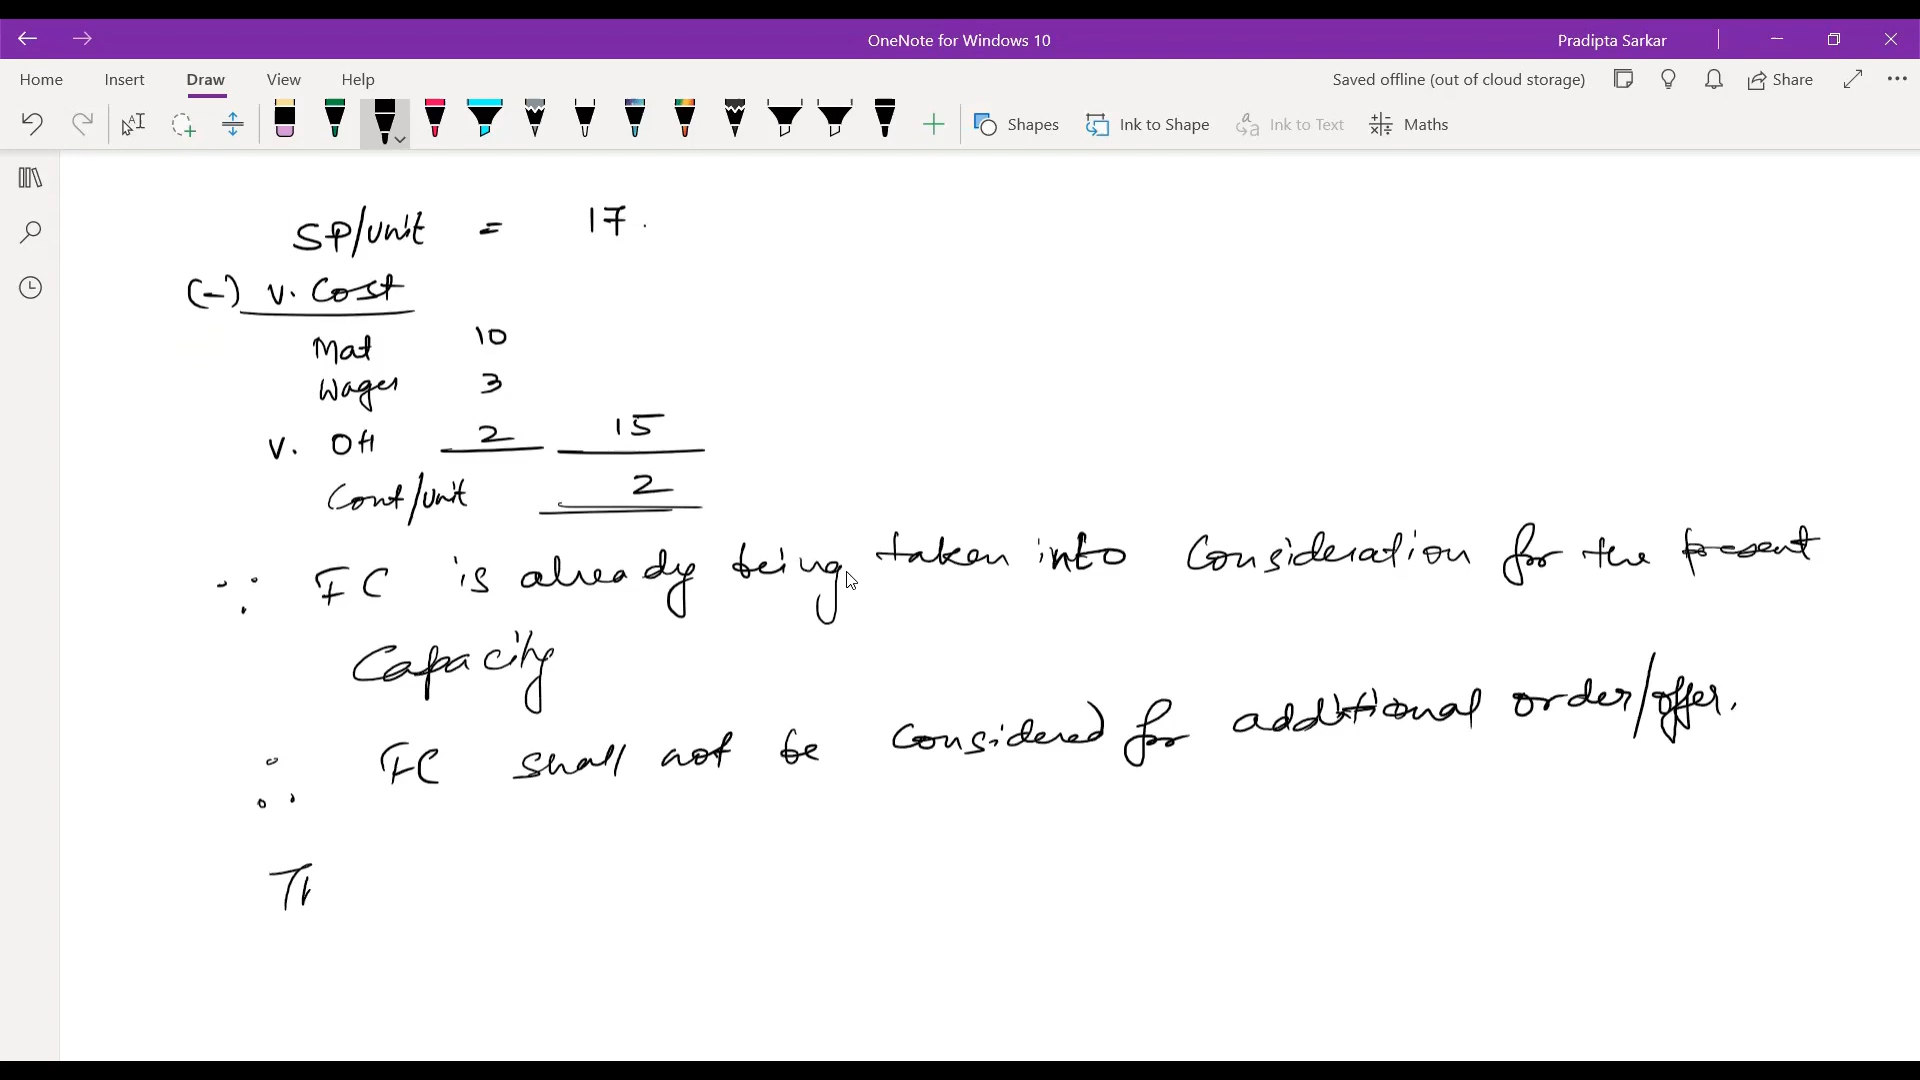 OneNote for Windows 10
Pradipta Sarkar
Home Insert Draw View Help
Saved offline (out of cloud storage)
Share
Shapes Ink to Shape Ink to Text Maths
SP/unit = 17.
(-) v. Cost
Mat 10
Wages 3
V. OH 2 15
Cont/unit 2
∵ FC is already being taken into Consideration for the present
Capacity
∴ FC shall not be considered for additional order/offer.